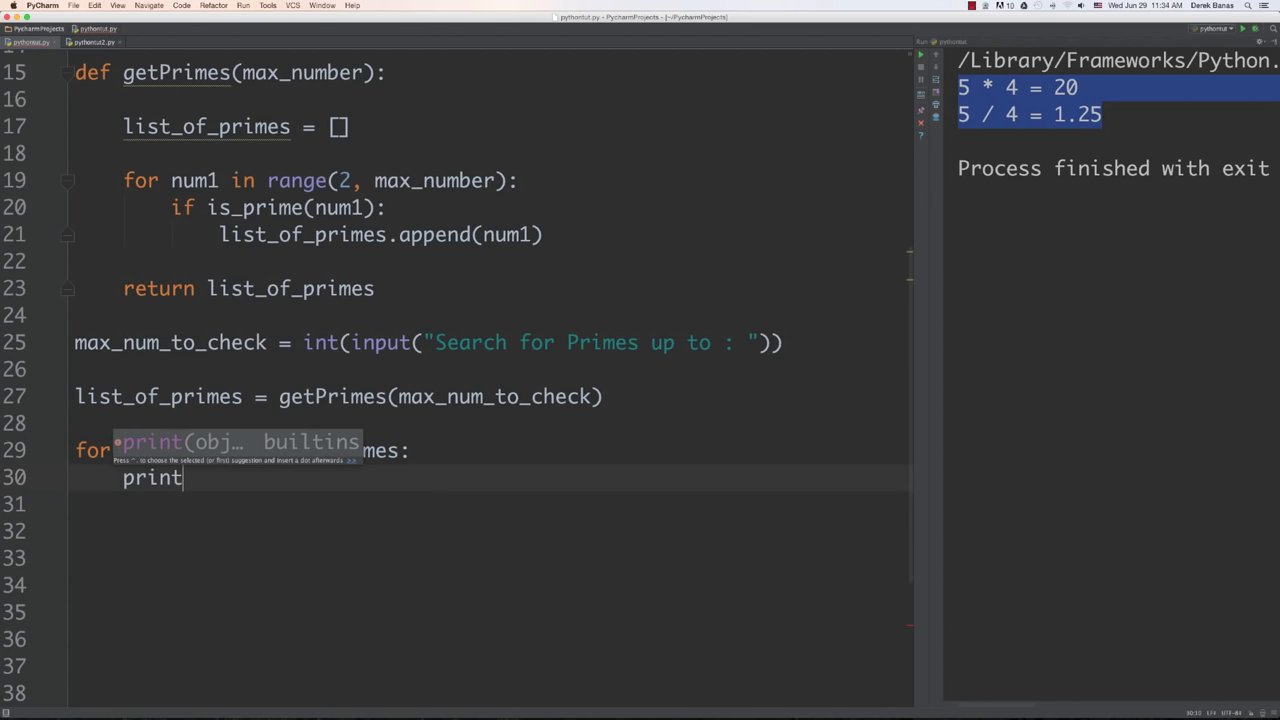 PyCharm File Edit View Navigate Code Refactor Run Tools VCS Window Help Wed Jun 29 11:34 AM Derek Banas
pythontut.py - PycharmProjects - [~/PycharmProjects]
PycharmProjects pythontut.py pythontut
pythontut.py pythontut2.py Run pythontut
15 def getPrimes(max_number):
16
17 list_of_primes = []
18
19 for num1 in range(2, max_number):
20 if is_prime(num1):
21 list_of_primes.append(num1)
22
23 return list_of_primes
24
25 max_num_to_check = int(input("Search for Primes up to : "))
26
27 list_of_primes = getPrimes(max_num_to_check)
28
print(obj… builtins
29 for mes:
Press ^. to choose the selected (or first) suggestion and insert a dot afterwards >>
30 print
31
32
33
34
35
36
37
38
/Library/Frameworks/Python.
5 * 4 = 20
5 / 4 = 1.25
Process finished with exit
30:10 LF÷ UTF-8÷